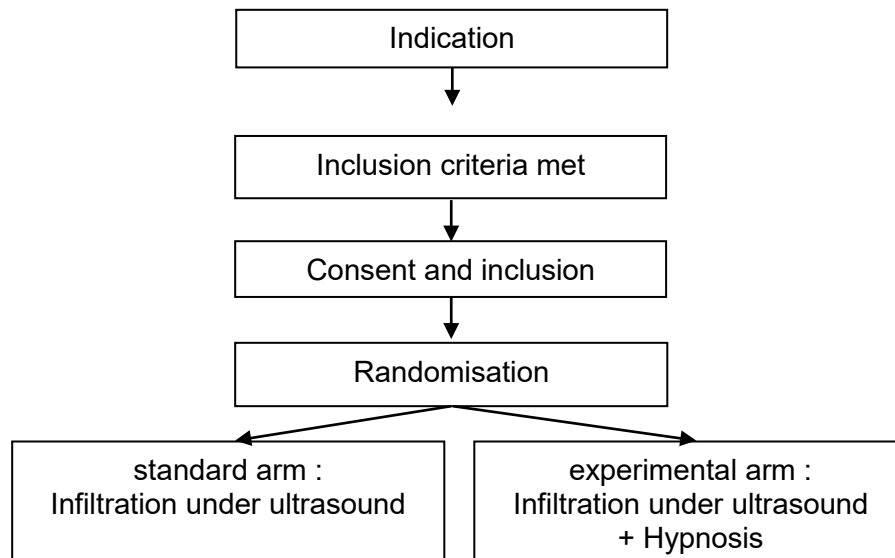 Indication
Inclusion criteria met
Consent and inclusion
Randomisation
standard arm :
Infiltration under ultrasound
experimental arm :
Infiltration under ultrasound
+ Hypnosis